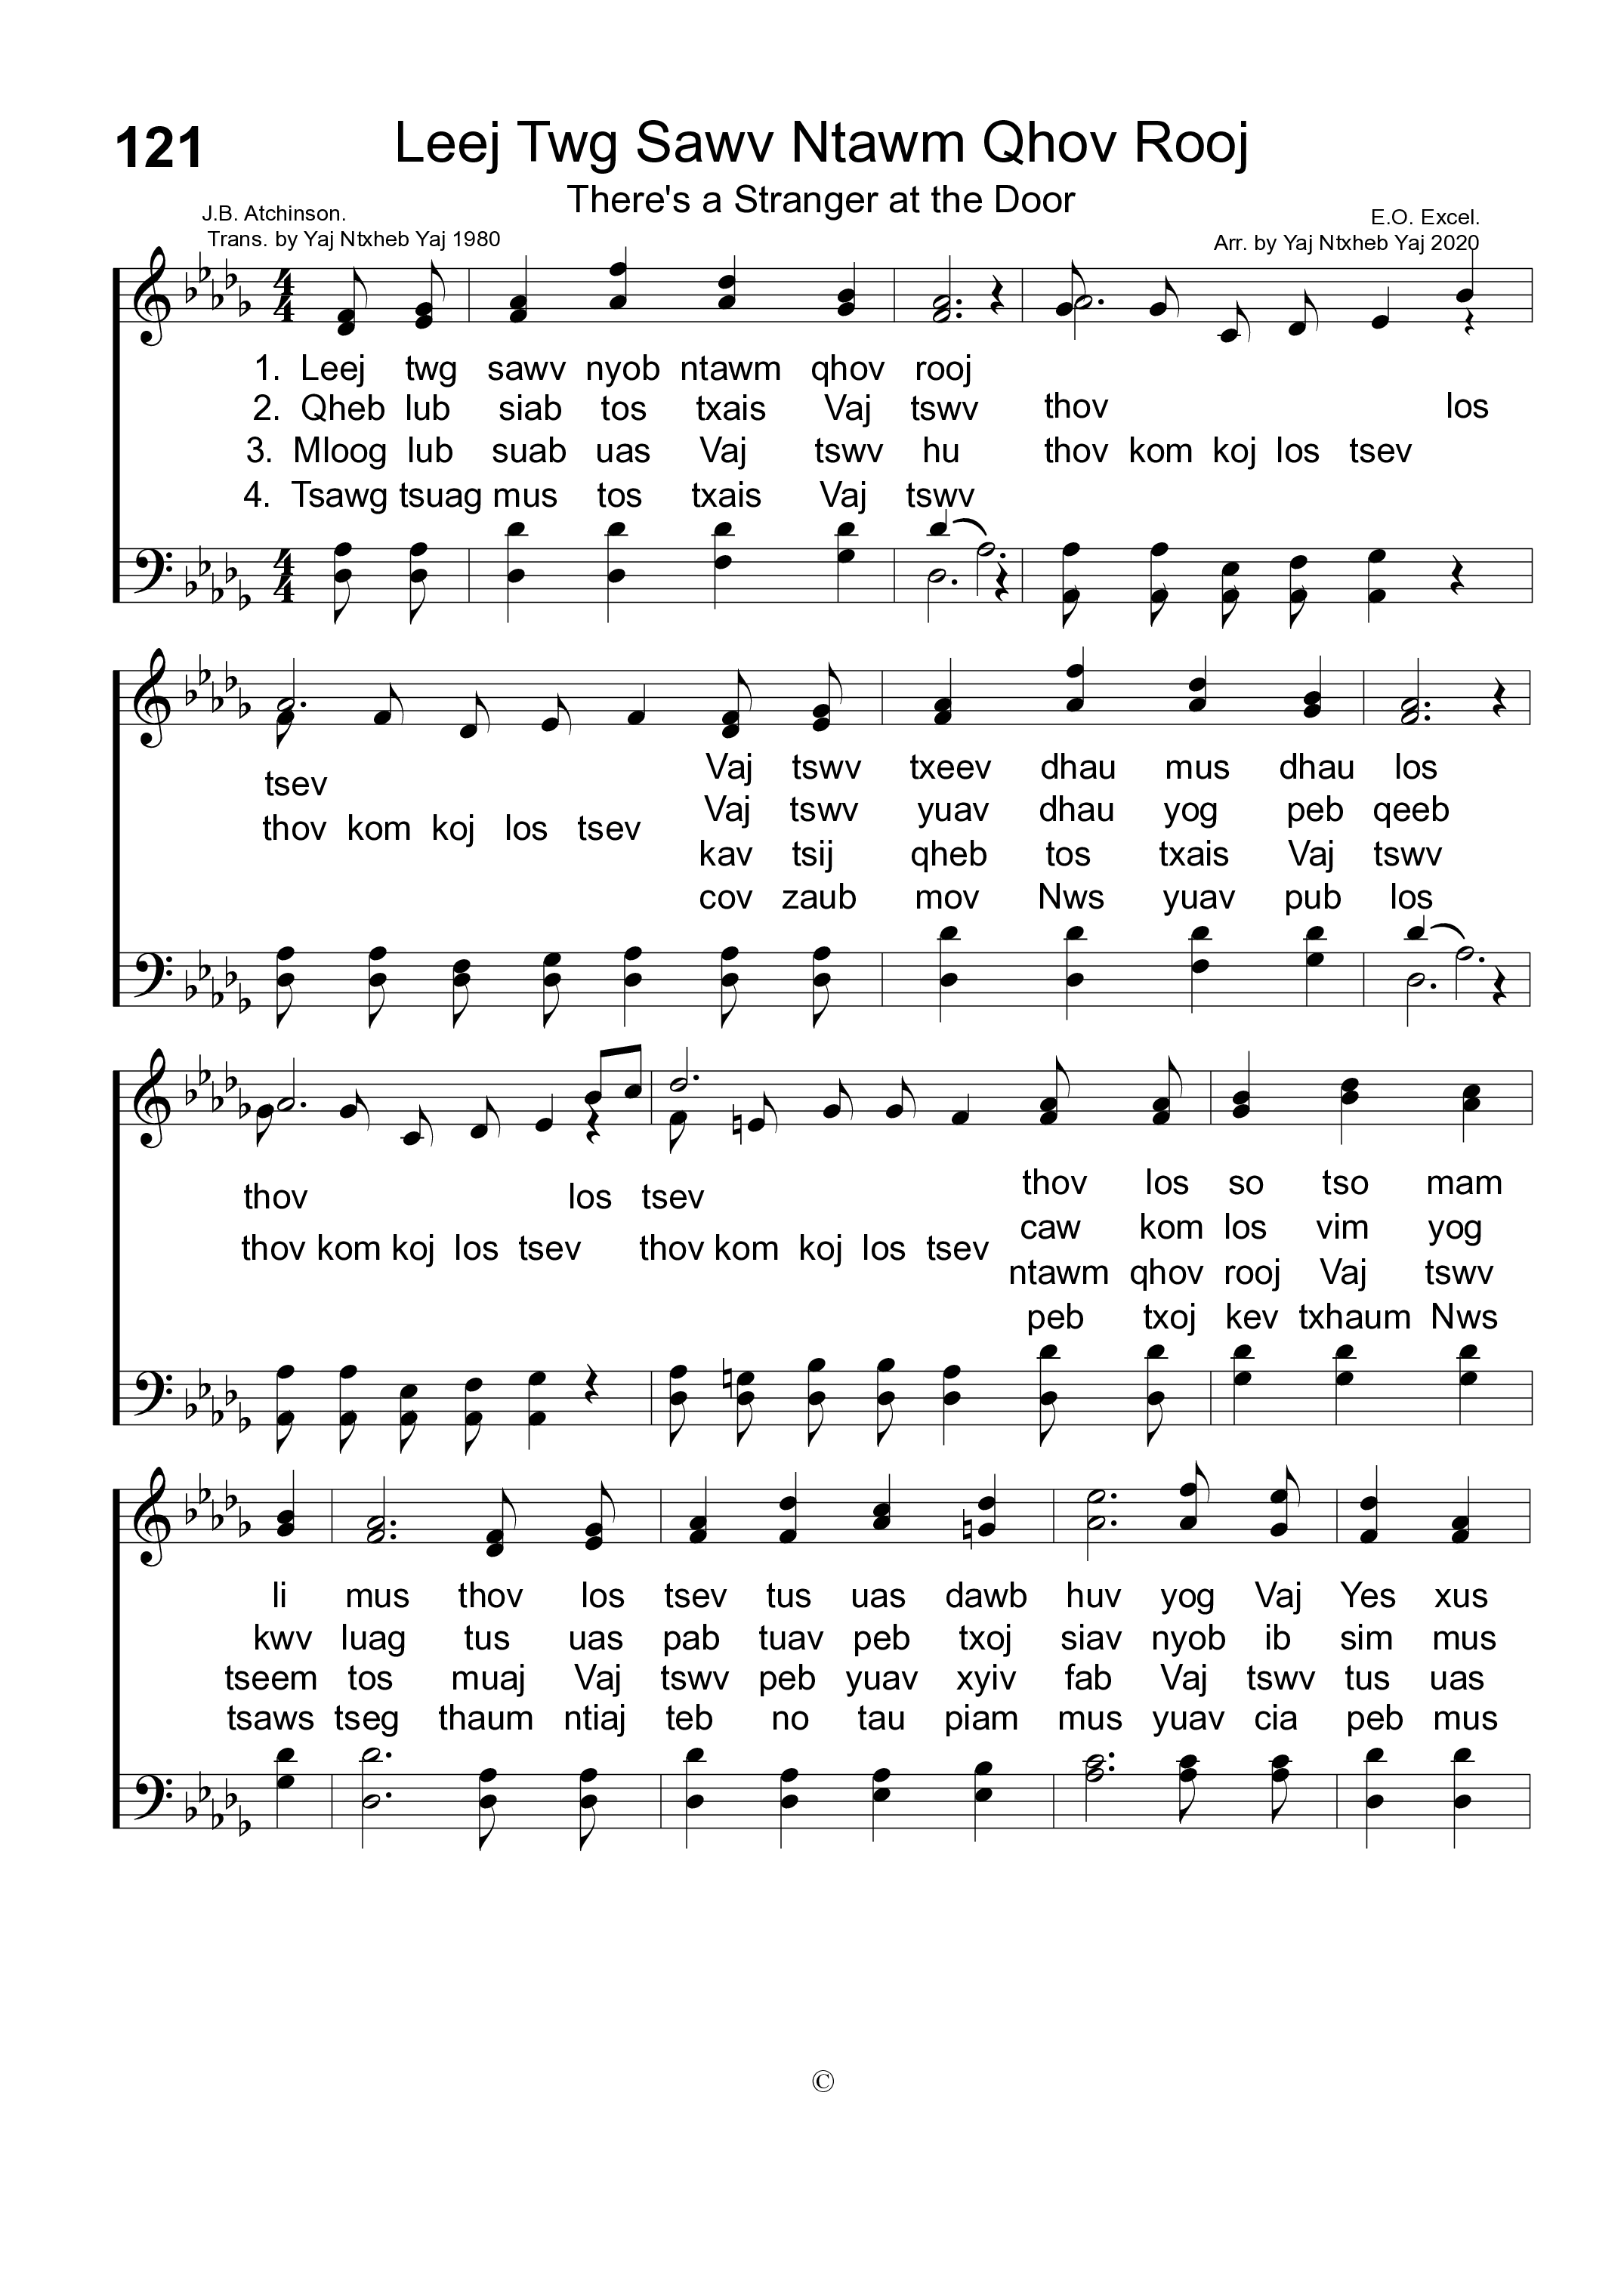 121
Leej Twg Sawv Ntawm Qhov Rooj
There's a Stranger at the Door
J.B. Atchinson.
Trans. by Yaj Ntxheb Yaj 1980
E.O. Excel.
Arr. by Yaj Ntxheb Yaj 2020
4
4
1. Leej twg sawv nyob ntawm qhov rooj
2. Qheb lub siab tos txais Vaj tswv thov los
3. Mloog lub suab uas Vaj tswv hu thov kom koj los tsev
4. Tsawg tsuag mus tos txais Vaj tswv
4
4
Vaj tswv txeev dhau mus dhau los
tsev
Vaj tswv yuav dhau yog peb qeeb
thov kom koj los tsev
kav tsij qheb tos txais Vaj tswv
cov zaub mov Nws yuav pub los
thov los so tso mam
thov los tsev
caw kom los vim yog
thov kom koj los tsev thov kom koj los tsev
ntawm qhov rooj Vaj tswv
peb txoj kev txhaum Nws
li mus thov los tsev tus uas dawb huv yog Vaj Yes xus
kwv luag tus uas pab tuav peb txoj siav nyob ib sim mus
tseem tos muaj Vaj tswv peb yuav xyiv fab Vaj tswv tus uas
tsaws tseg thaum ntiaj teb no tau piam mus yuav cia peb mus
©